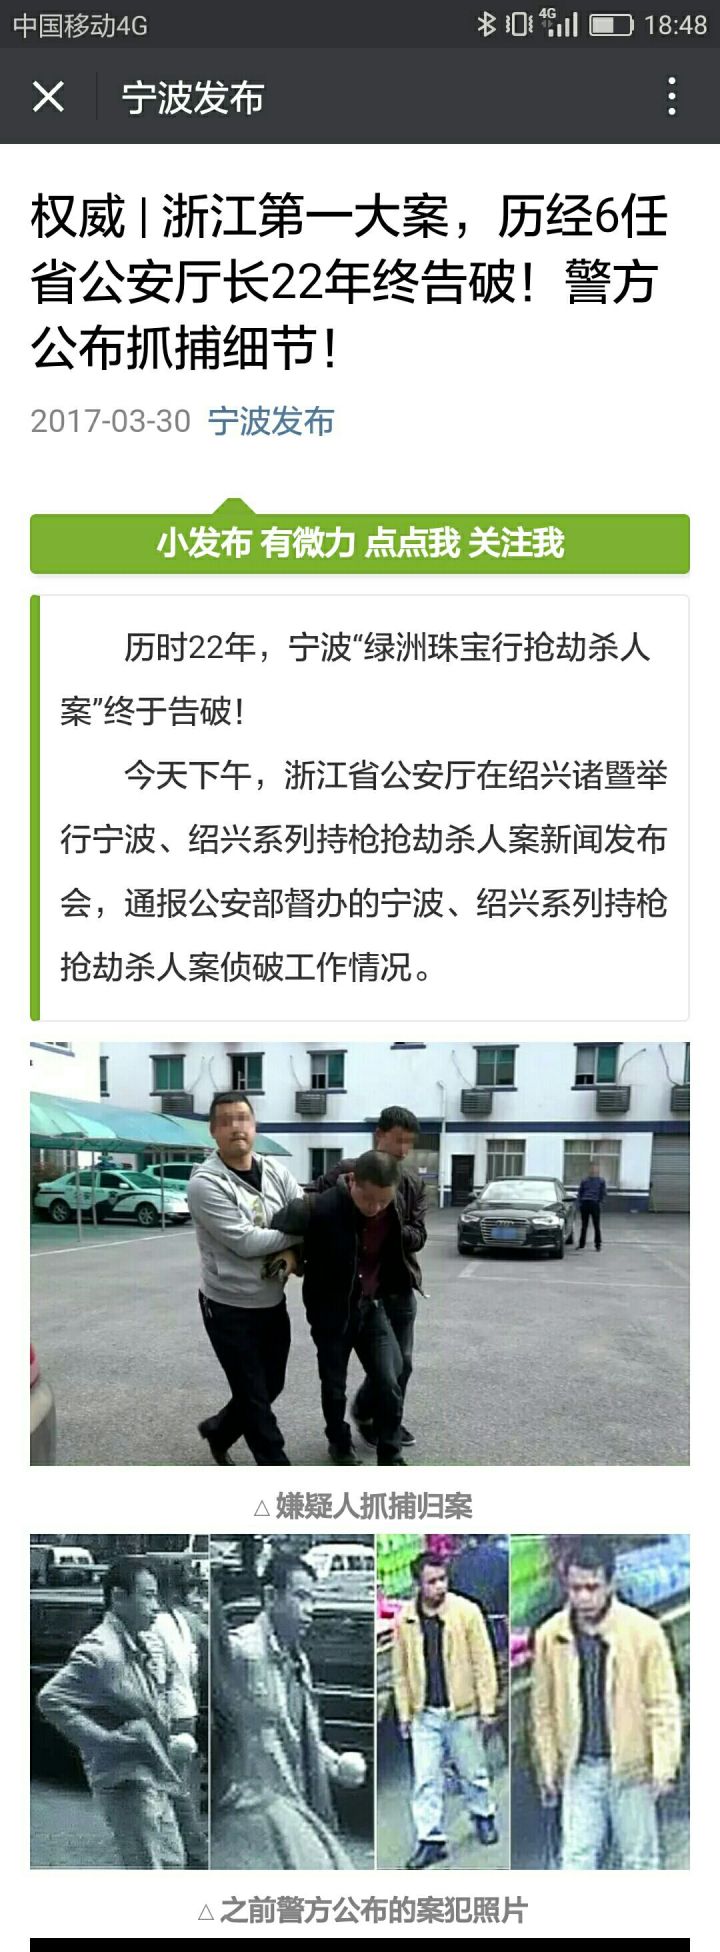 中国移动4G
4G
18:48
宁波发布
权威 | 浙江第一大案，历经6任
省公安厅长22年终告破！警方
公布抓捕细节！
2017-03-30 宁波发布
小发布 有微力 点点我 关注我
历时22年，宁波“绿洲珠宝行抢劫杀人
案”终于告破！
今天下午，浙江省公安厅在绍兴诸暨举
行宁波、绍兴系列持枪抢劫杀人案新闻发布
会，通报公安部督办的宁波、绍兴系列持枪
抢劫杀人案侦破工作情况。
△ 嫌疑人抓捕归案
△ 之前警方公布的案犯照片